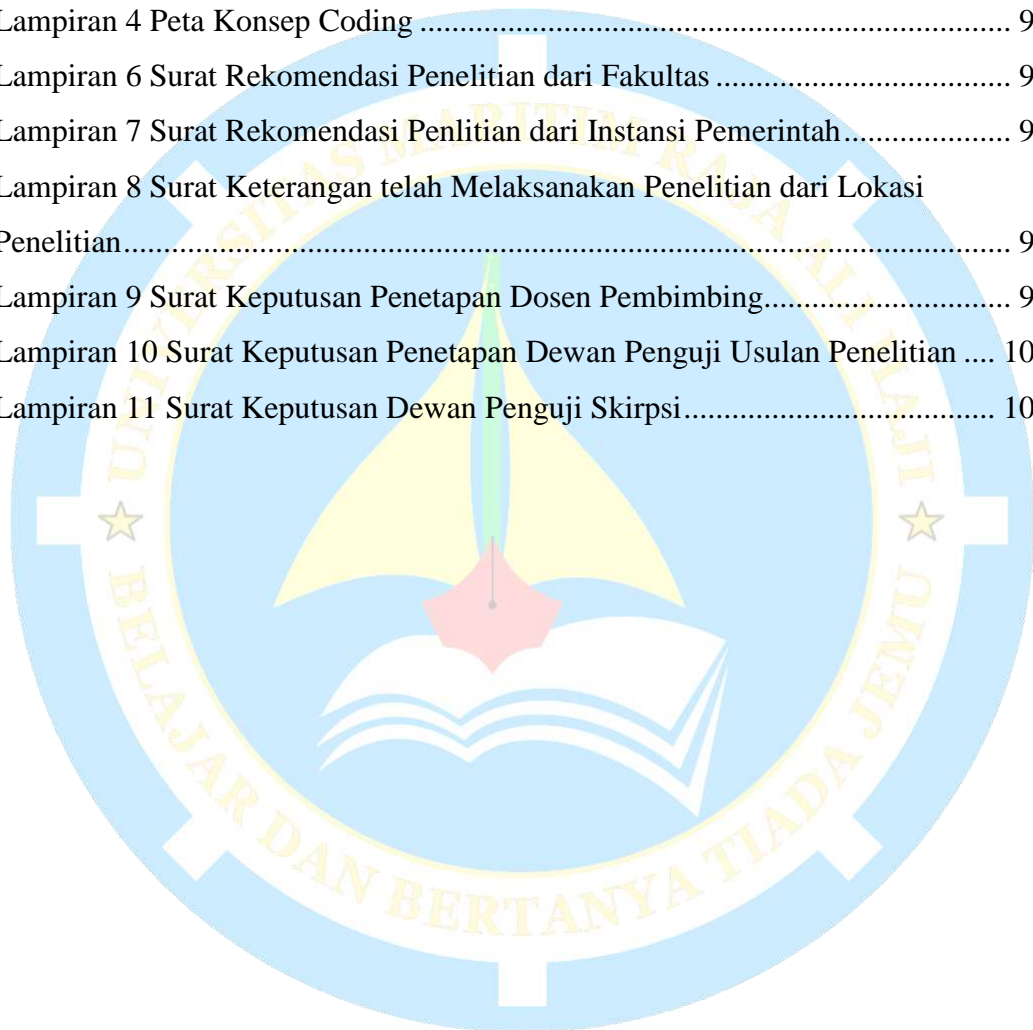 Lampiran 4 Peta Konsep Coding ........................................................................... 9
Lampiran 6 Surat Rekomendasi Penelitian dari Fakultas ..................................... 9
Lampiran 7 Surat Rekomendasi Penlitian dari Instansi Pemerintah..................... 9
Lampiran 8 Surat Keterangan telah Melaksanakan Penelitian dari Lokasi
Penelitian................................................................................................................ 9
Lampiran 9 Surat Keputusan Penetapan Dosen Pembimbing............................... 9
Lampiran 10 Surat Keputusan Penetapan Dewan Penguji Usulan Penelitian .... 10
Lampiran 11 Surat Keputusan Dewan Penguji Skirpsi....................................... 10
UNIVERSITAS MARITIM RAJA ALI HAJI
BELAJAR DAN BERTANYA TIADA JEMU